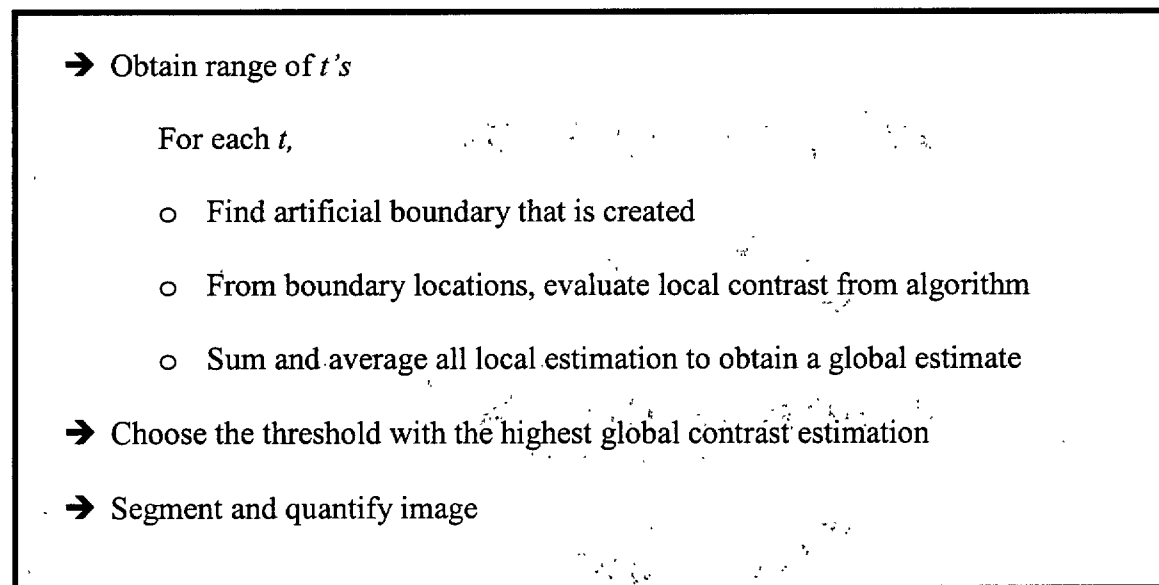 ➔ Obtain range of t's
For each t,
o Find artificial boundary that is created
o From boundary locations, evaluate local contrast from algorithm
o Sum and average all local estimation to obtain a global estimate
➔ Choose the threshold with the highest global contrast estimation
➔ Segment and quantify image